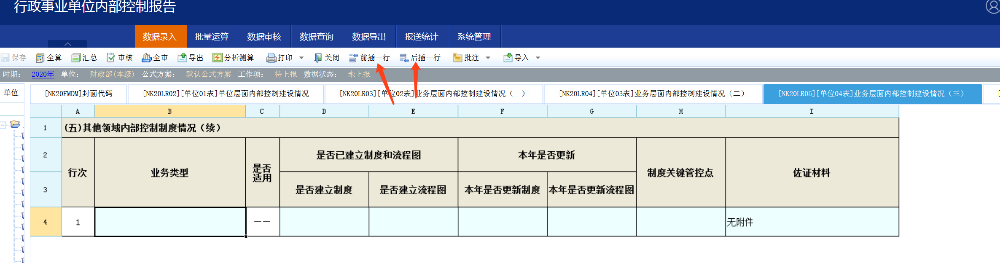 行政事业单位内部控制报告
数据录入 批量运算 数据审核 数据查询 数据导出 报送统计 系统管理
保存 全算 汇总 审核 全审 导出 分析测算 打印 关闭 前插一行 后插一行 批注 导入
时期： 2020年 单位： 财政部(本级) 公式方案： 默认公式方案 工作项： 待上报 数据状态： 未上报
单位 [NK20FMDM]封面代码 [NK20LR02][单位01表]单位层面内部控制建设情况 [NK20LR03][单位02表]业务层面内部控制建设情况（一） [NK20LR04][单位03表]业务层面内部控制建设情况（二） [NK20LR05][单位04表]业务层面内部控制建设情况（三） [
A B C D E F G H I
1 (五)其他领域内部控制制度情况（续）
2 是否已建立制度和流程图 本年是否更新
行次 业务类型 是否适用 制度关键管控点 佐证材料
3 是否建立制度 是否建立流程图 本年是否更新制度 本年是否更新流程图
4 1 —— 无附件